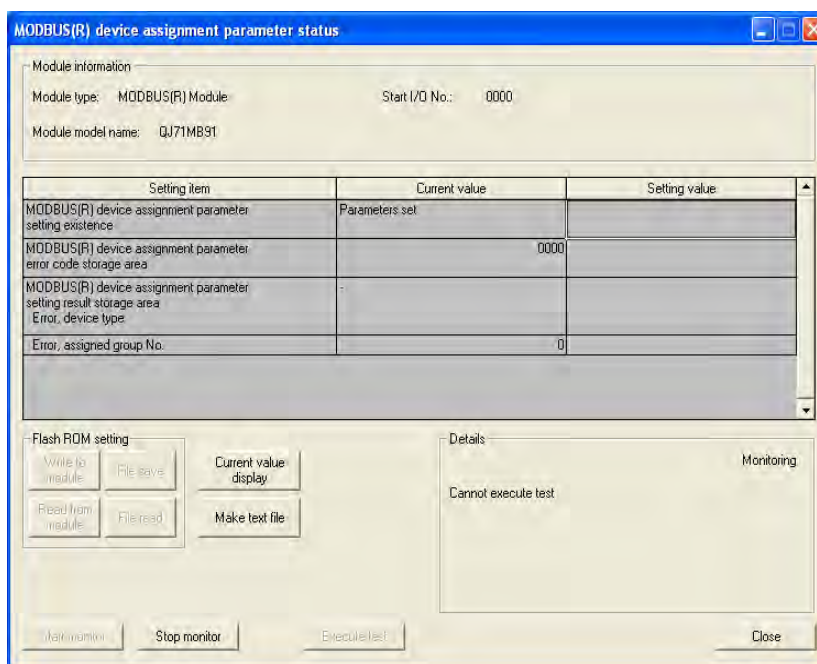 MODBUS(R) device assignment parameter status
Module information
Module type: MODBUS(R) Module Start I/O No.: 0000
Module model name: QJ71MB91
Setting item Current value Setting value
MODBUS(R) device assignment parameter
setting existence
Parameters set
MODBUS(R) device assignment parameter
error code storage area
0000
MODBUS(R) device assignment parameter
setting result storage area
Error, device type
-
Error, assigned group No. 0
Flash ROM setting
Write to
module
File save
Current value
display
Read from
module
File read
Make text file
Details
Monitoring
Cannot execute test
Start monitor
Stop monitor
Execute test
Close